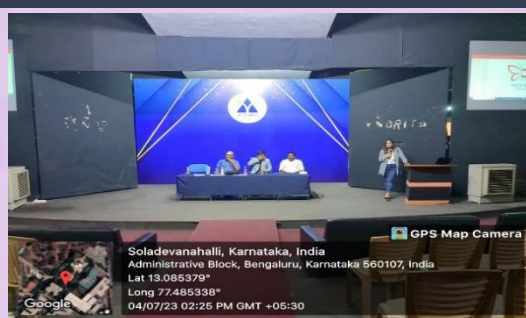 GPS Map Camera
Soladevanahalli, Karnataka, India
Administrative Block, Bengaluru, Karnataka 560107, India
Lat 13.085379°
Long 77.485338°
04/07/23 02:25 PM GMT +05:30
Google